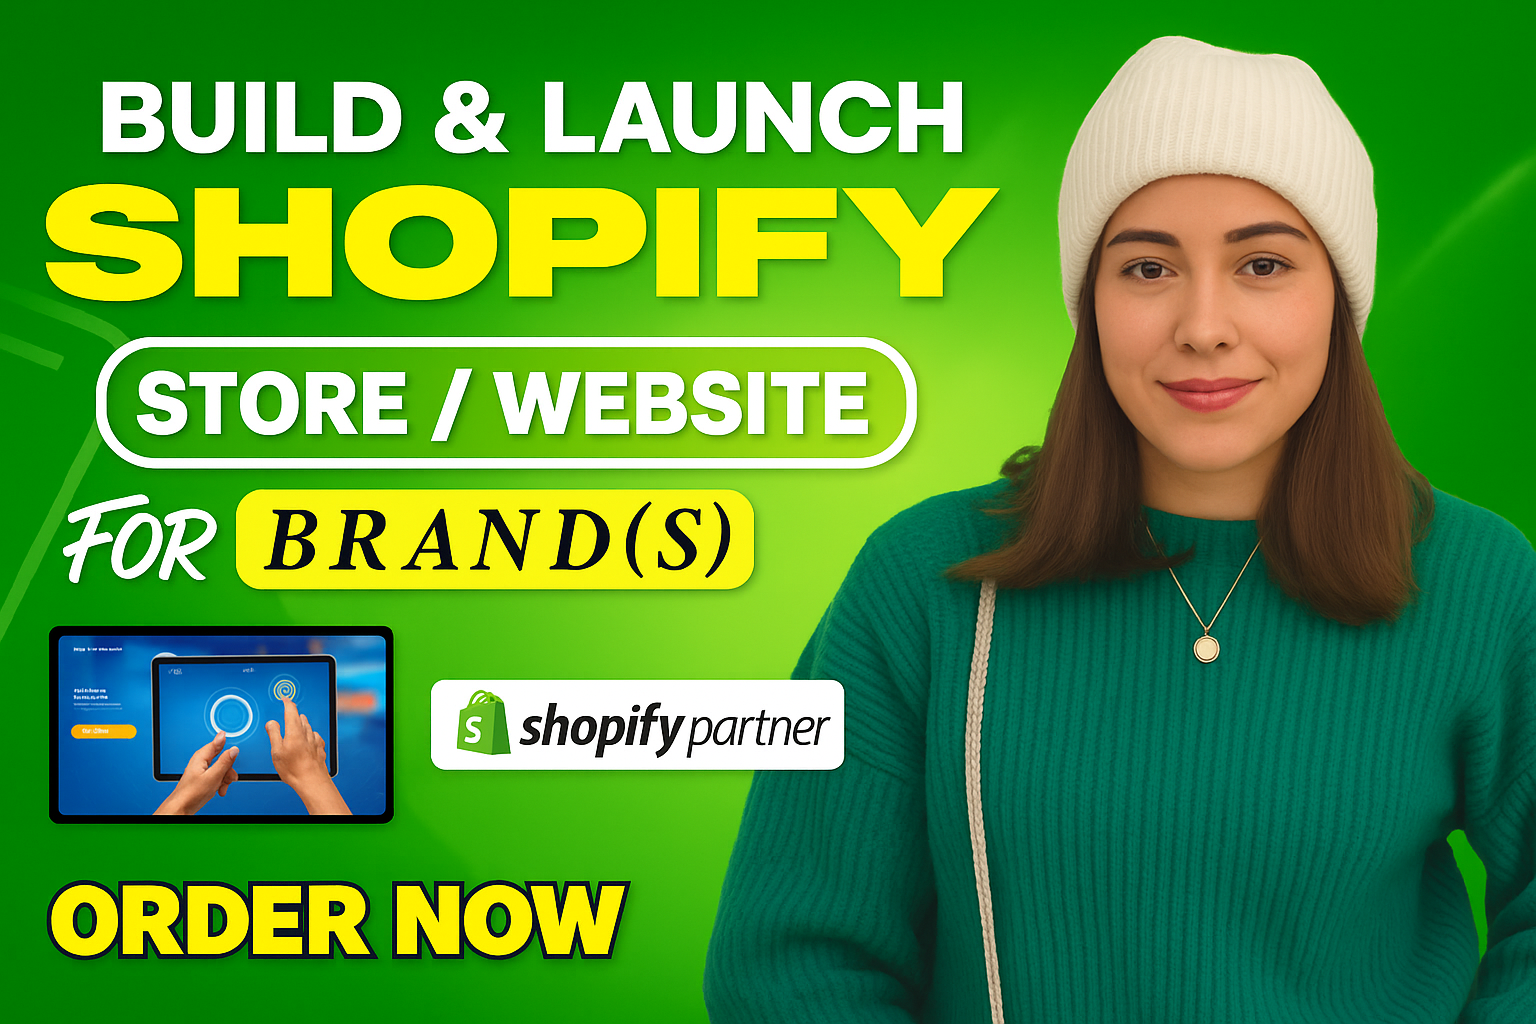 BUILD & LAUNCH
SHOPIFY
STORE / WEBSITE
FOR BRAND(S)
S shopify partner
ORDER NOW